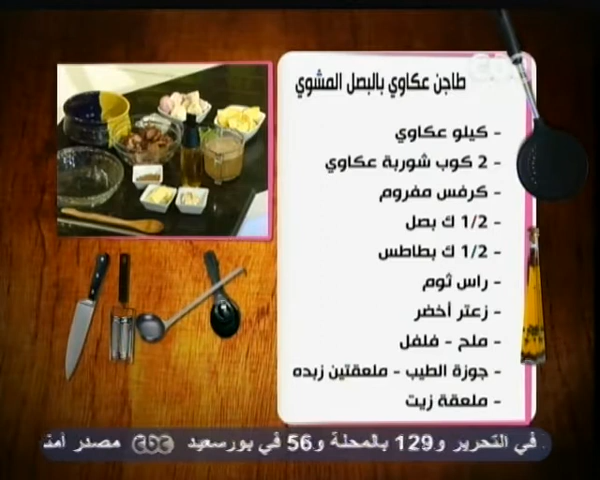 طاجن عكاوي بالبصل المشوي
- كيلو عكاوي
- 2 كوب شوربة عكاوي
- كرفس مفروم
- 1/2 ك بصل
- 1/2 ك بطاطس
- راس ثوم
- زعتر أخضر
- ملح - فلفل
- جوزة الطيب - ملعقتين زبده
- ملعقة زيت
في التحرير و129 بالمحلة و56 في بورسعيد cbc مصدر أمنـ
cbc